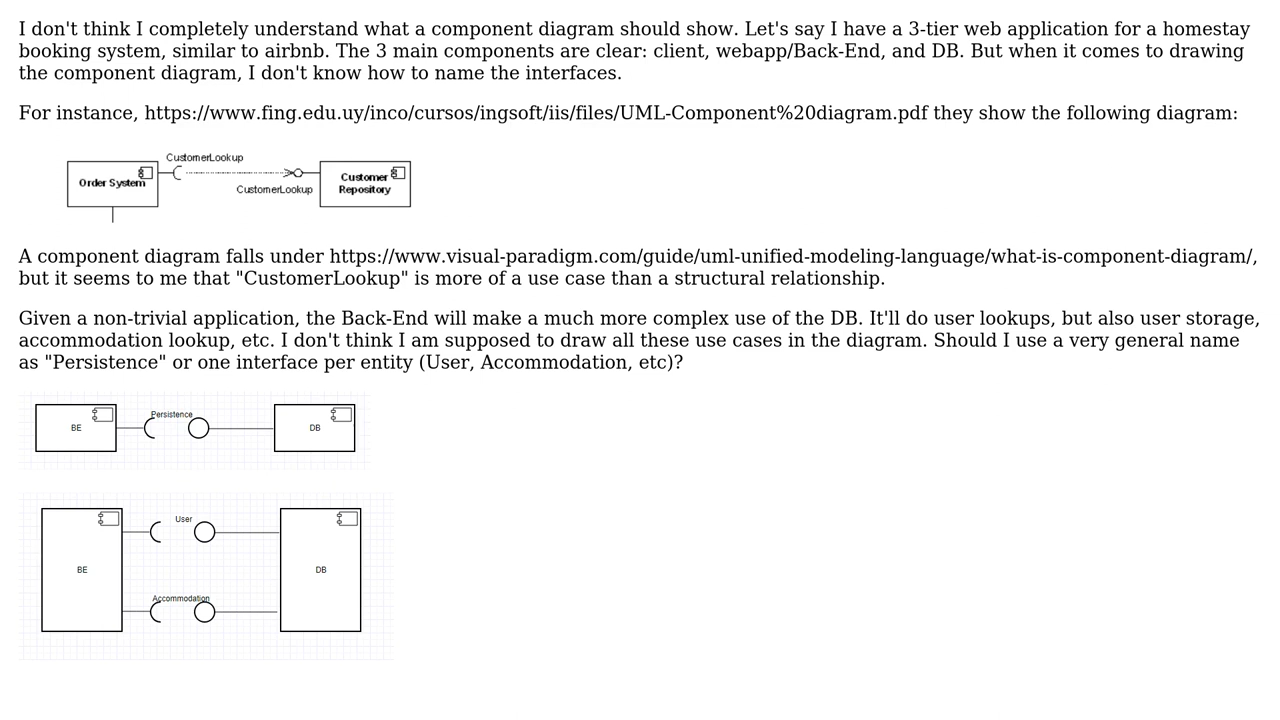 I don't think I completely understand what a component diagram should show. Let's say I have a 3-tier web application for a homestay
booking system, similar to airbnb. The 3 main components are clear: client, webapp/Back-End, and DB. But when it comes to drawing
the component diagram, I don't know how to name the interfaces.
For instance, https://www.fing.edu.uy/inco/cursos/ingsoft/iis/files/UML-Component%20diagram.pdf they show the following diagram:
CustomerLookup
Order System
CustomerLookup
Customer
Repository
A component diagram falls under https://www.visual-paradigm.com/guide/uml-unified-modeling-language/what-is-component-diagram/,
but it seems to me that "CustomerLookup" is more of a use case than a structural relationship.
Given a non-trivial application, the Back-End will make a much more complex use of the DB. It'll do user lookups, but also user storage,
accommodation lookup, etc. I don't think I am supposed to draw all these use cases in the diagram. Should I use a very general name
as "Persistence" or one interface per entity (User, Accommodation, etc)?
Persistence
BE
DB
User
BE
DB
Accommodation